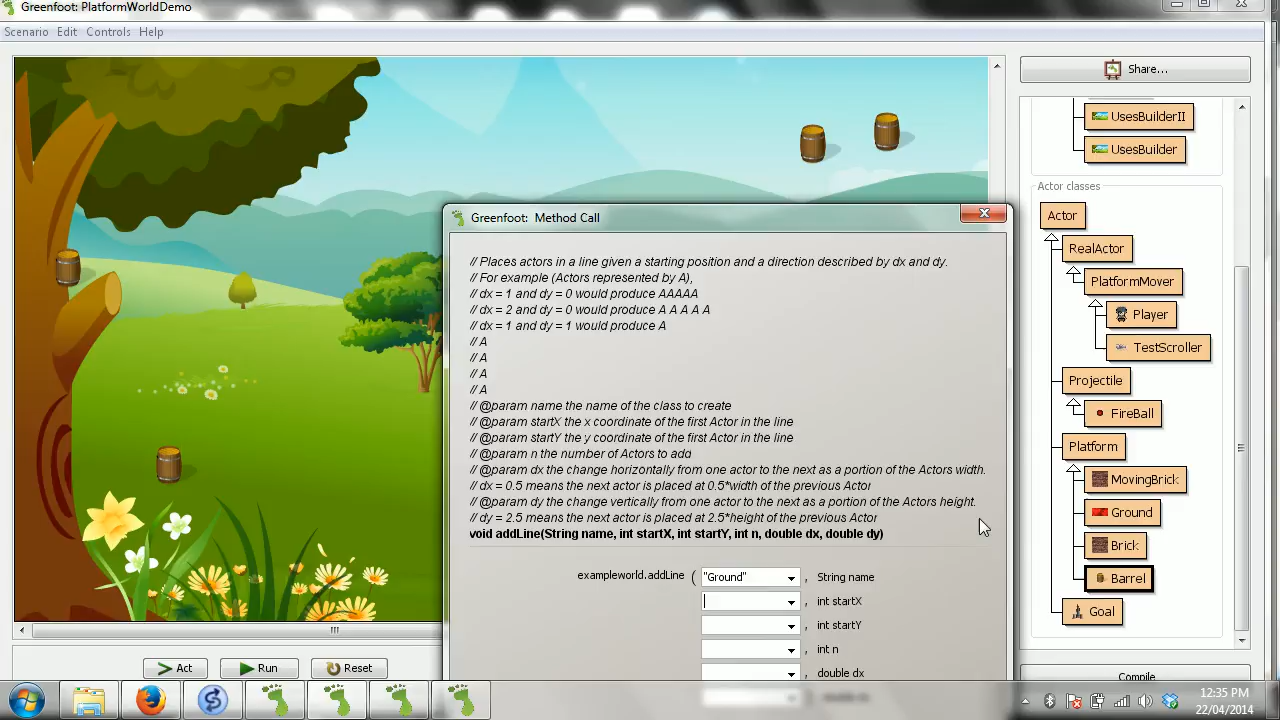 Greenfoot: PlatformWorldDemo
Scenario Edit Controls Help
Share...
UsesBuilderII
UsesBuilder
Actor classes
Actor
RealActor
PlatformMover
Player
TestScroller
Projectile
FireBall
Platform
MovingBrick
Ground
Brick
Barrel
Goal
Greenfoot: Method Call
// Places actors in a line given a starting position and a direction described by dx and dy.
// For example (Actors represented by A),
// dx = 1 and dy = 0 would produce AAAAA
// dx = 2 and dy = 0 would produce A A A A A
// dx = 1 and dy = 1 would produce A
// A
// A
// A
// A
// @param name the name of the class to create
// @param startX the x coordinate of the first Actor in the line
// @param startY the y coordinate of the first Actor in the line
// @param n the number of Actors to add
// @param dx the change horizontally from one actor to the next as a portion of the Actors width.
// dx = 0.5 means the next actor is placed at 0.5*width of the previous Actor
// @param dy the change vertically from one actor to the next as a portion of the Actors height.
// dy = 2.5 means the next actor is placed at 2.5*height of the previous Actor
void addLine(String name, int startX, int startY, int n, double dx, double dy)
exampleworld.addLine ( "Ground" , String name
, int startX
, int startY
, int n
, double dx
Act Run Reset
Compile
12:35 PM
22/04/2014